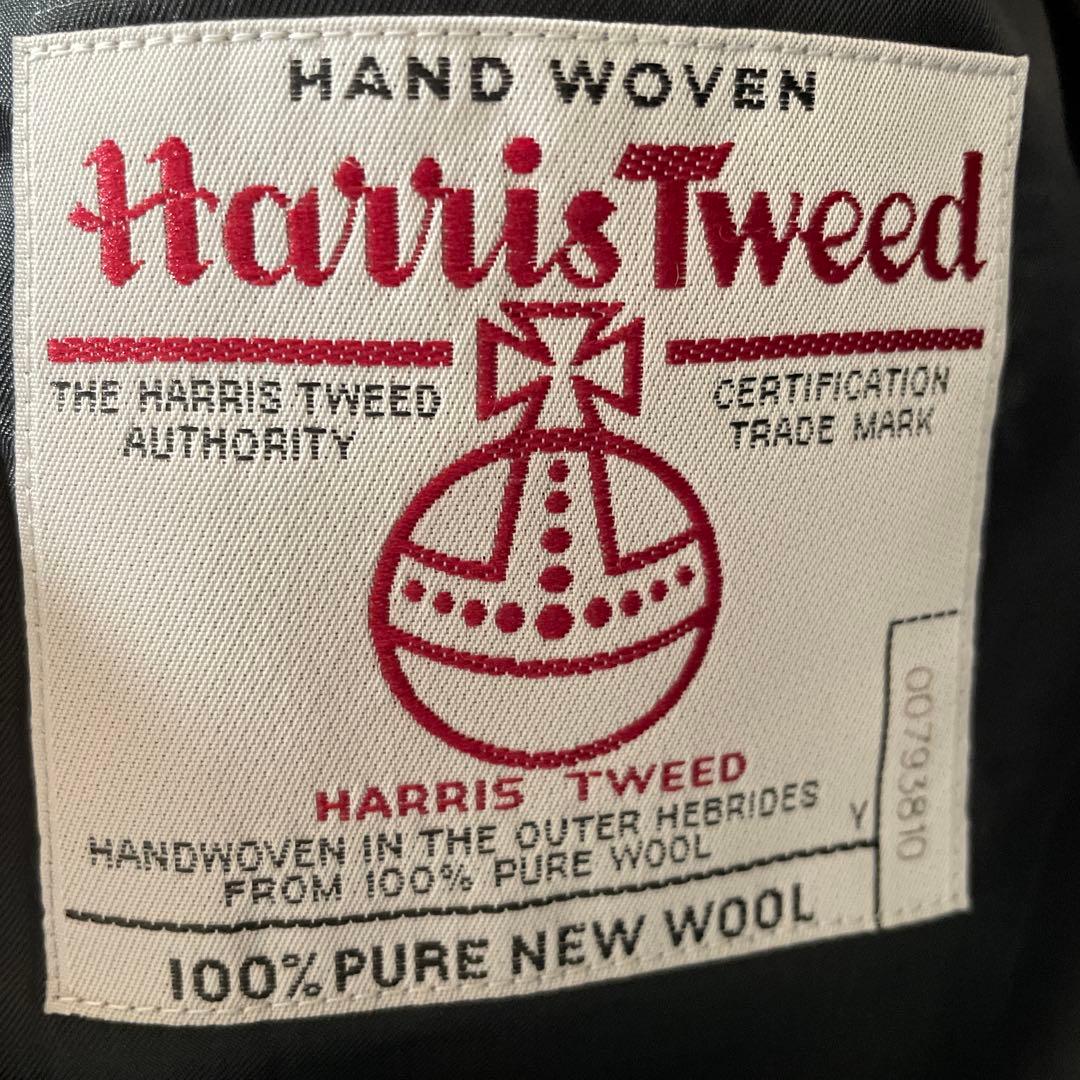 HAND WOVEN
Harris Tweed
THE HARRIS TWEED
AUTHORITY
CERTIFICATION
TRADE MARK
HARRIS TWEED
HANDWOVEN IN THE OUTER HEBRIDES
FROM 100% PURE WOOL
Y
00793810
100% PURE NEW WOOL